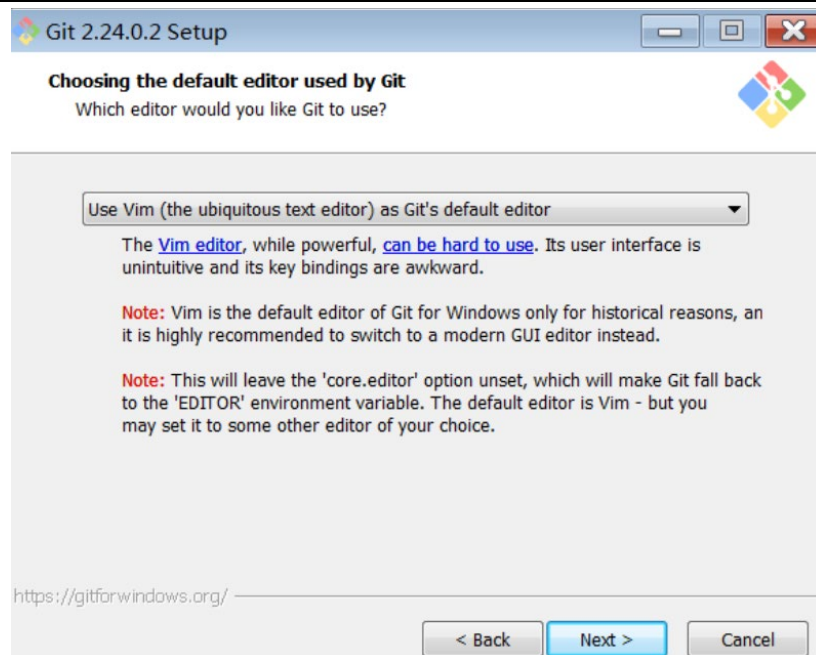 Git 2.24.0.2 Setup
Choosing the default editor used by Git
Which editor would you like Git to use?
Use Vim (the ubiquitous text editor) as Git's default editor
The Vim editor, while powerful, can be hard to use. Its user interface is
unintuitive and its key bindings are awkward.
Note: Vim is the default editor of Git for Windows only for historical reasons, an
it is highly recommended to switch to a modern GUI editor instead.
Note: This will leave the 'core.editor' option unset, which will make Git fall back
to the 'EDITOR' environment variable. The default editor is Vim - but you
may set it to some other editor of your choice.
https://gitforwindows.org/
< Back Next > Cancel